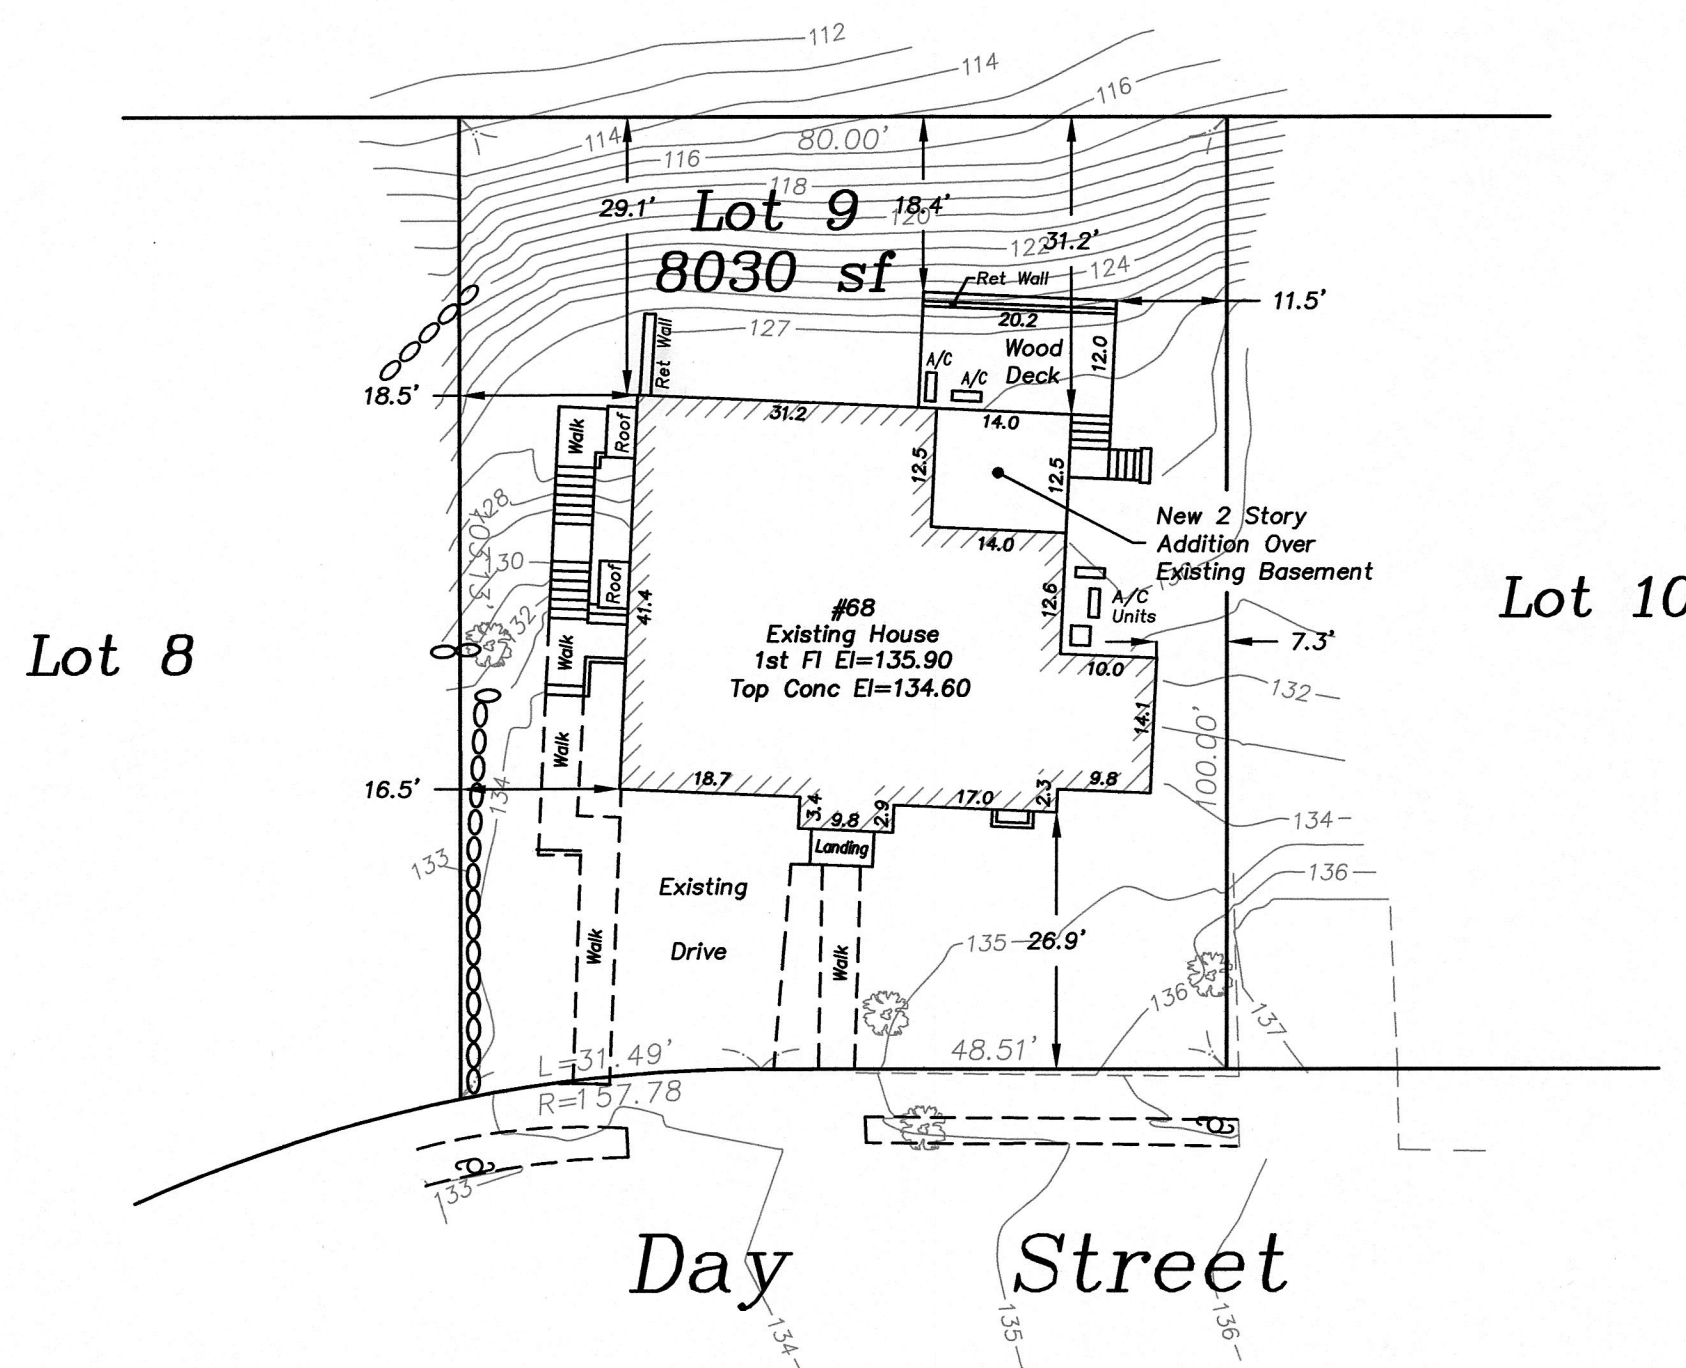 112
114
116
114
80.00'
116
118
29.1'
Lot 9
18.4'
120
122
31.2'
8030 sf
124
Ret Wall
11.5'
127
20.2
Ret Wall
Wood
Deck
12.0
A/C
A/C
18.5'
31.2
14.0
Walk
Roof
12.5
12.5
128
103.13'
New 2 Story
Addition Over
Existing Basement
14.0
130
Roof
132
41.4
12.6
A/C
Units
#68
Existing House
1st Fl El=135.90
Top Conc El=134.60
Lot 10
Lot 8
Walk
7.3'
10.0
132
14.1
100.00'
Walk
16.5'
134
18.7
3.4
9.8
2.9
17.0
2.3
9.8
134
Landing
133
136
Existing
Drive
Walk
Walk
135
26.9'
136
137
L=31.49'
48.51'
R=157.78
133
Day Street
134
135
136